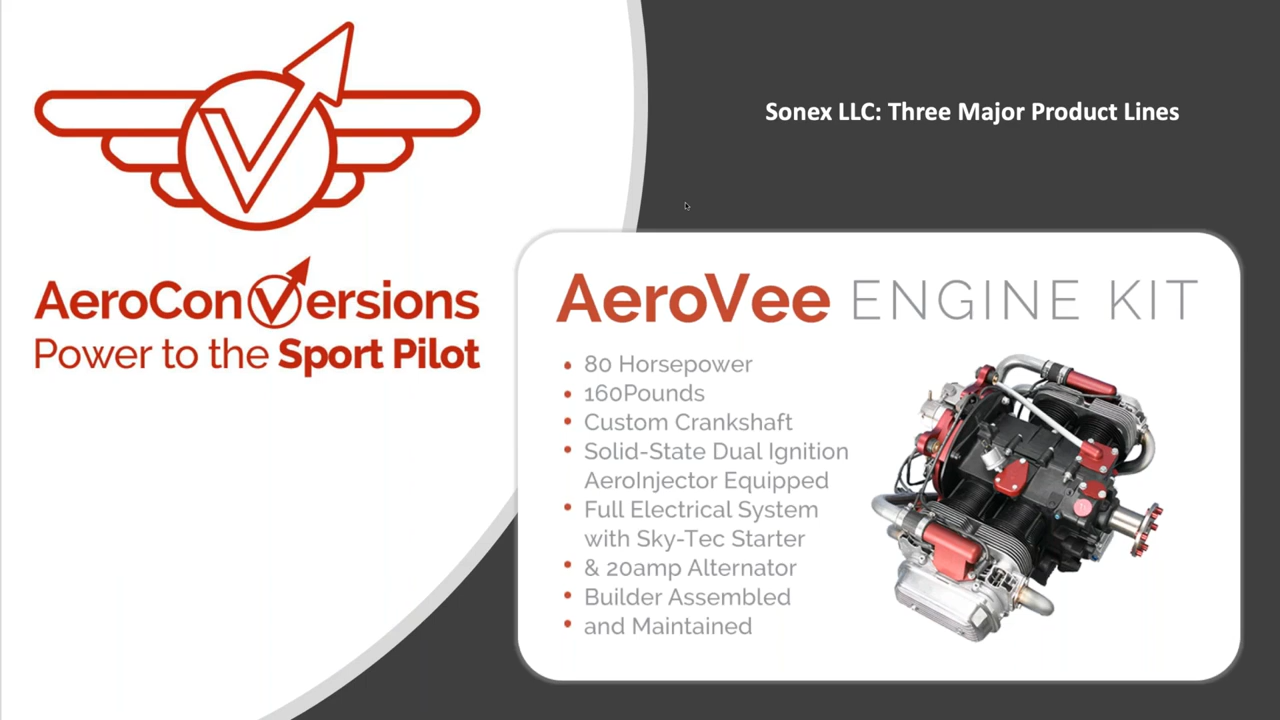 Sonex LLC: Three Major Product Lines
AeroConVersions
Power to the Sport Pilot
AeroVee ENGINE KIT
• 80 Horsepower
• 160Pounds
• Custom Crankshaft
• Solid-State Dual Ignition
AeroInjector Equipped
• Full Electrical System
with Sky-Tec Starter
• & 20amp Alternator
• Builder Assembled
• and Maintained